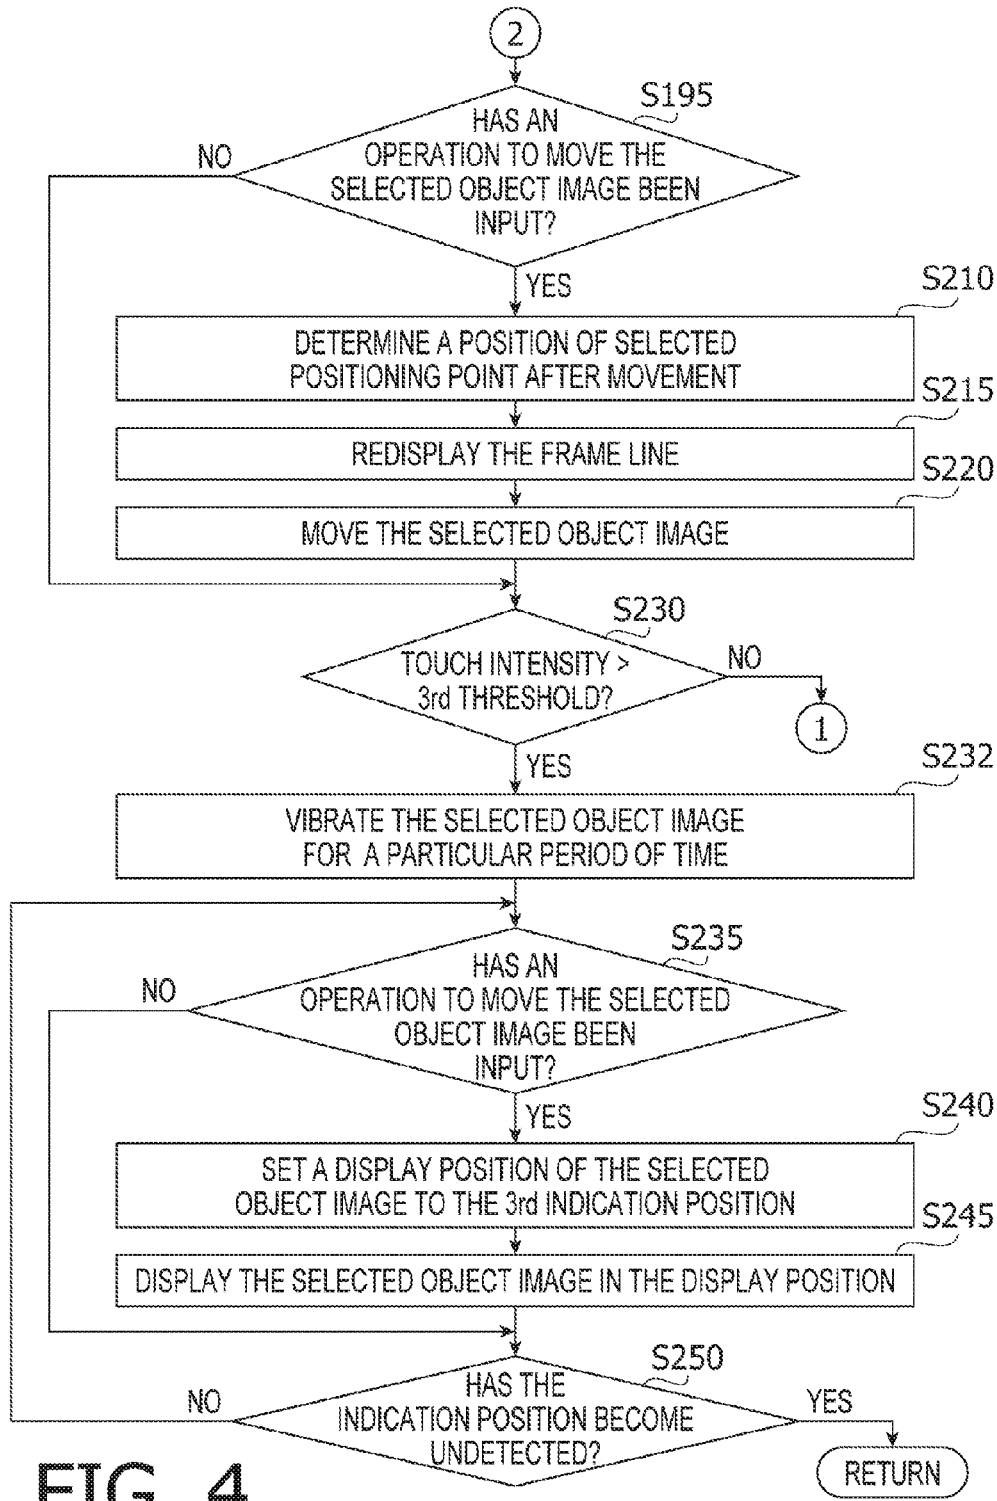 2
S195
HAS AN
OPERATION TO MOVE THE
SELECTED OBJECT IMAGE BEEN
INPUT?
NO
YES
S210
DETERMINE A POSITION OF SELECTED
POSITIONING POINT AFTER MOVEMENT
S215
REDISPLAY THE FRAME LINE
S220
MOVE THE SELECTED OBJECT IMAGE
S230
TOUCH INTENSITY >
3rd THRESHOLD?
NO
1
YES
S232
VIBRATE THE SELECTED OBJECT IMAGE
FOR A PARTICULAR PERIOD OF TIME
S235
HAS AN
OPERATION TO MOVE THE SELECTED
OBJECT IMAGE BEEN
INPUT?
NO
YES
S240
SET A DISPLAY POSITION OF THE SELECTED
OBJECT IMAGE TO THE 3rd INDICATION POSITION
S245
DISPLAY THE SELECTED OBJECT IMAGE IN THE DISPLAY POSITION
S250
HAS THE
INDICATION POSITION BECOME
UNDETECTED?
NO
YES
RETURN
FIG. 4